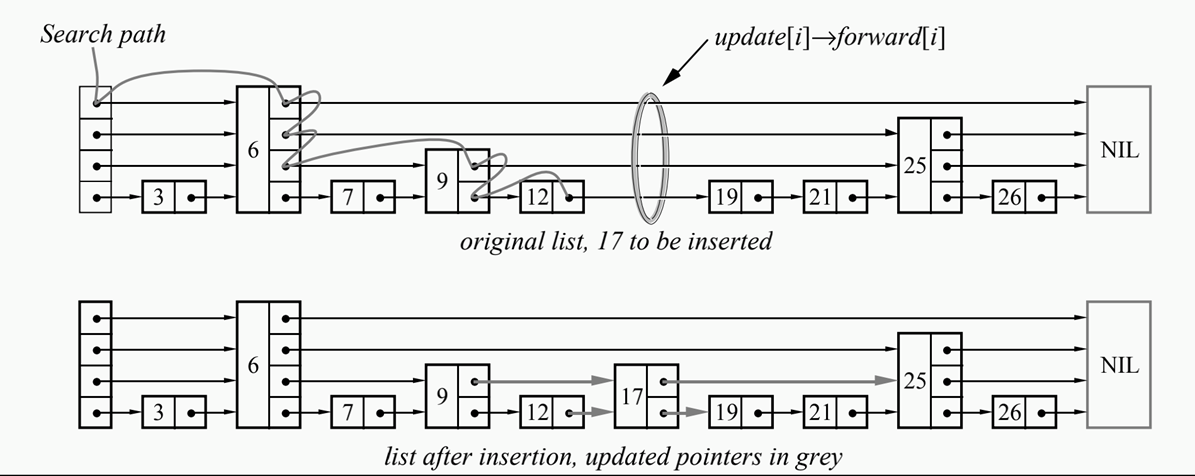 Search path
update[i]→forward[i]
6 NIL
25
9
3 7 12 19 21 26
original list, 17 to be inserted
6 NIL
25
9 17
3 7 12 19 21 26
list after insertion, updated pointers in grey